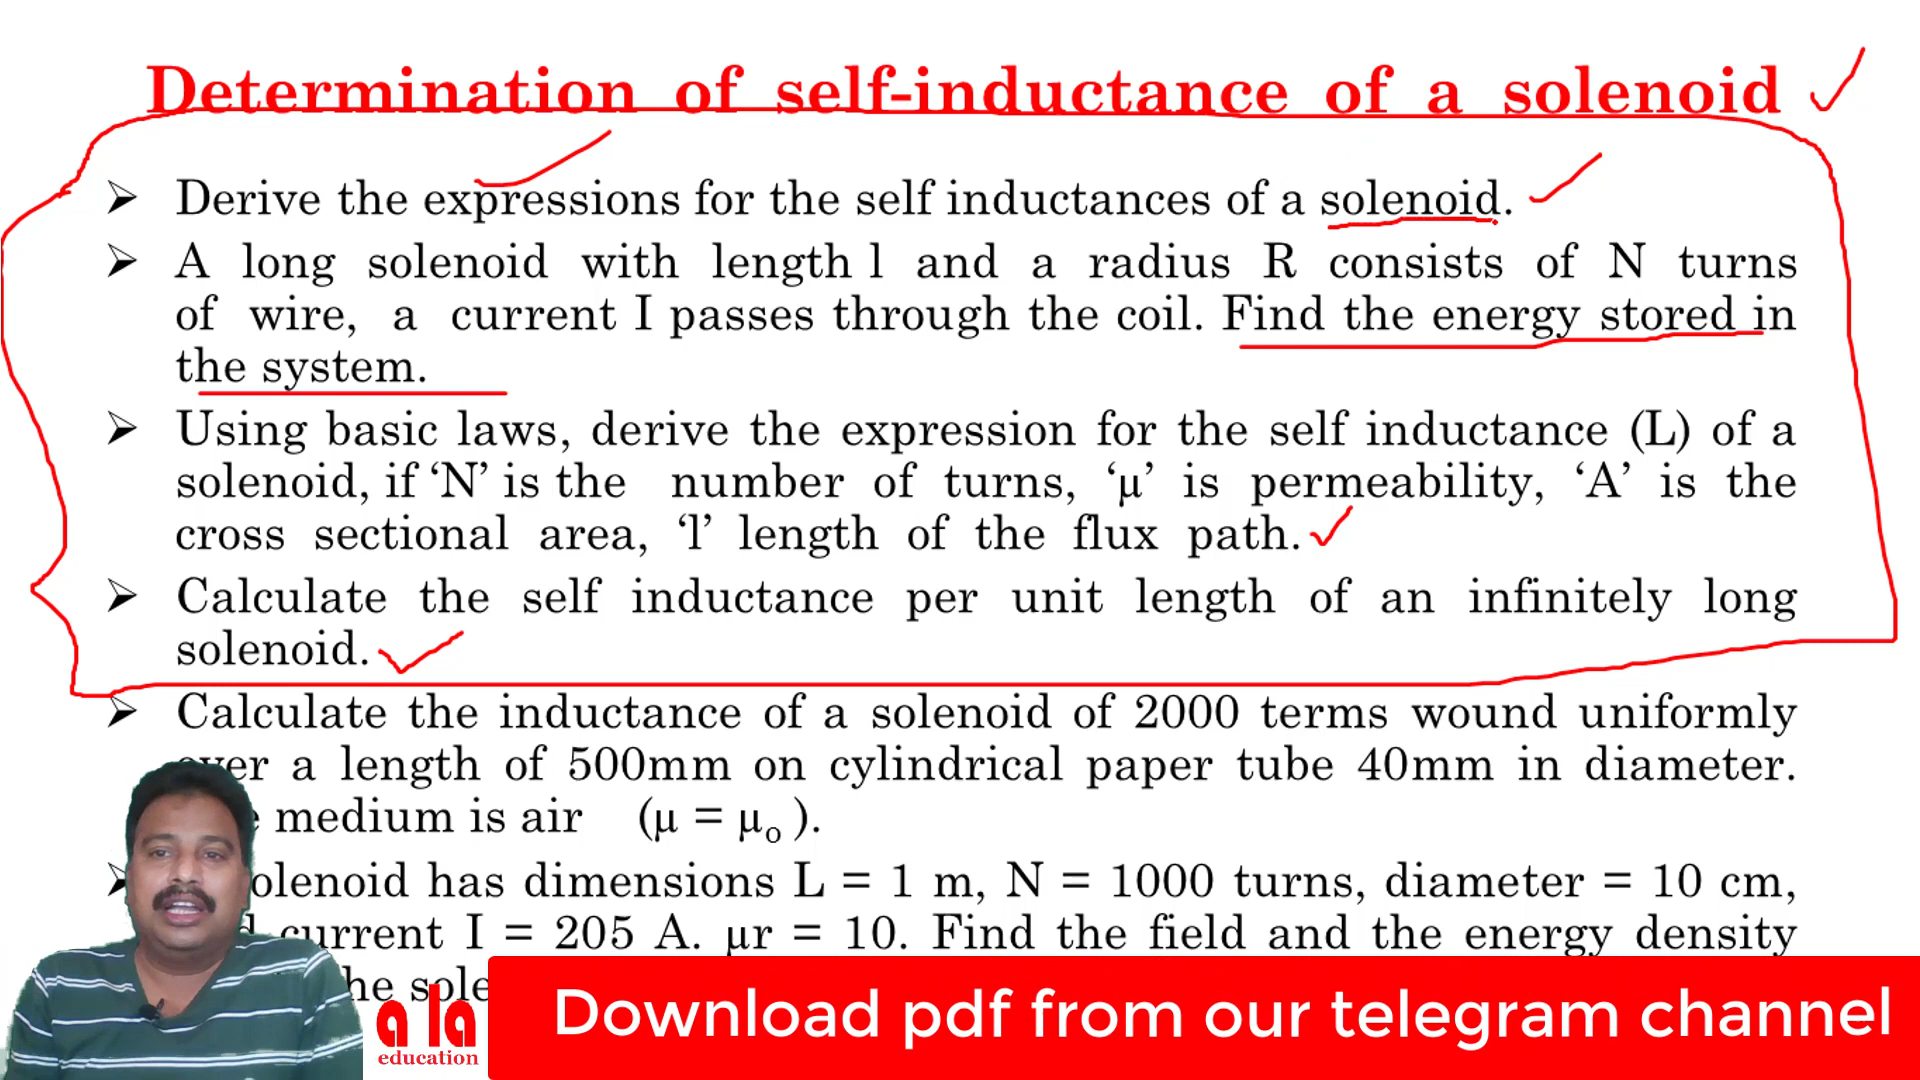 Determination of self-inductance of a solenoid
➢ Derive the expressions for the self inductances of a solenoid.
➢ A long solenoid with length l and a radius R consists of N turns
of wire, a current I passes through the coil. Find the energy stored in
the system.
➢ Using basic laws, derive the expression for the self inductance (L) of a
solenoid, if ‘N’ is the number of turns, ‘μ’ is permeability, ‘A’ is the
cross sectional area, ‘l’ length of the flux path.
➢ Calculate the self inductance per unit length of an infinitely long
solenoid.
➢ Calculate the inductance of a solenoid of 2000 terms wound uniformly
over a length of 500mm on cylindrical paper tube 40mm in diameter.
medium is air (μ = μo ).
➢ solenoid has dimensions L = 1 m, N = 1000 turns, diameter = 10 cm,
current I = 205 A. μr = 10. Find the field and the energy density
a la
education
Download pdf from our telegram channel